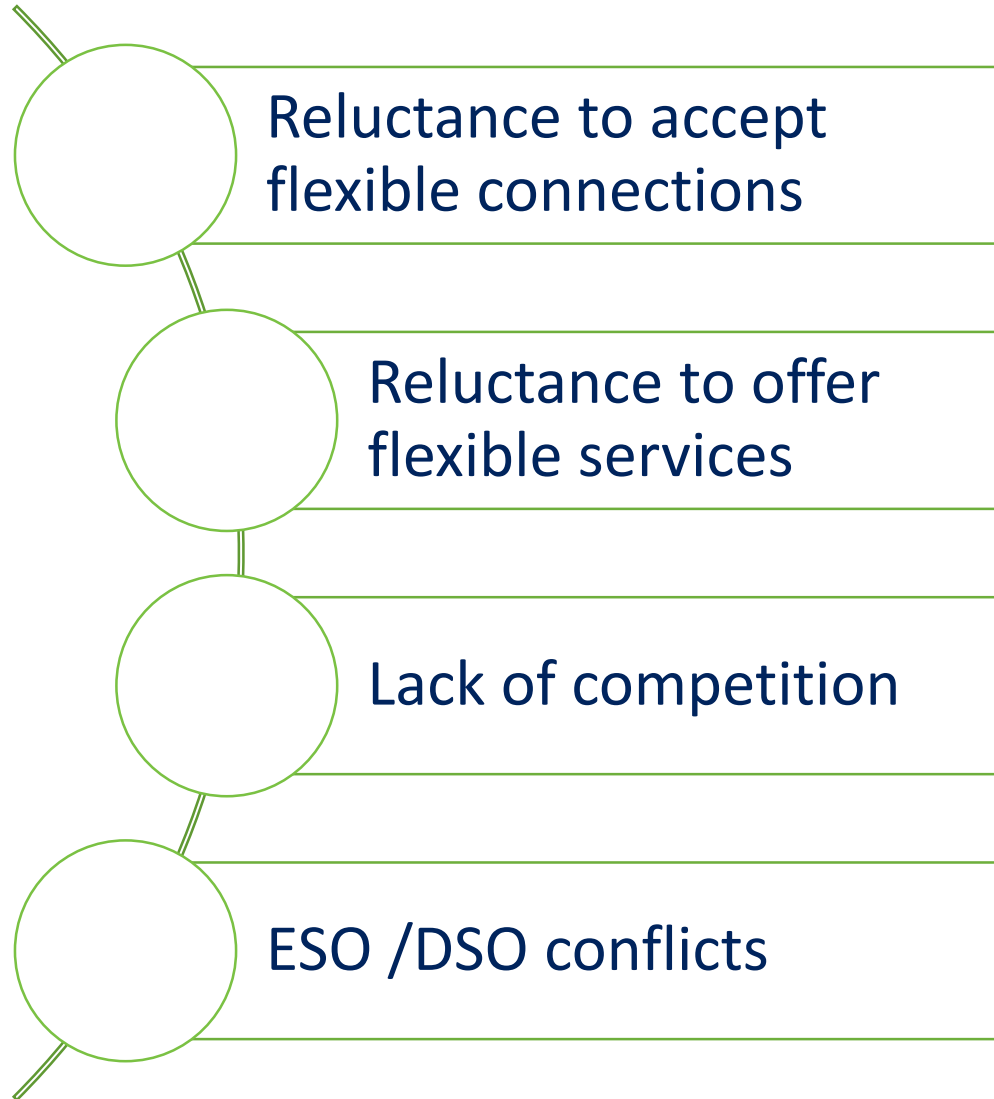 Reluctance to accept
flexible connections
Reluctance to offer
flexible services
Lack of competition
ESO /DSO conflicts